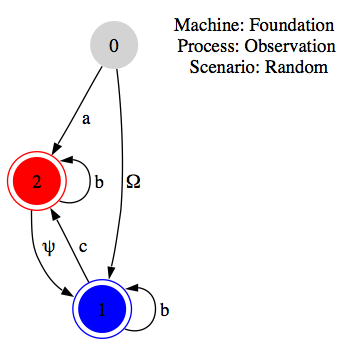 Machine: Foundation
Process: Observation
Scenario: Random
0
a
2
b
Ω
ψ
c
1
b